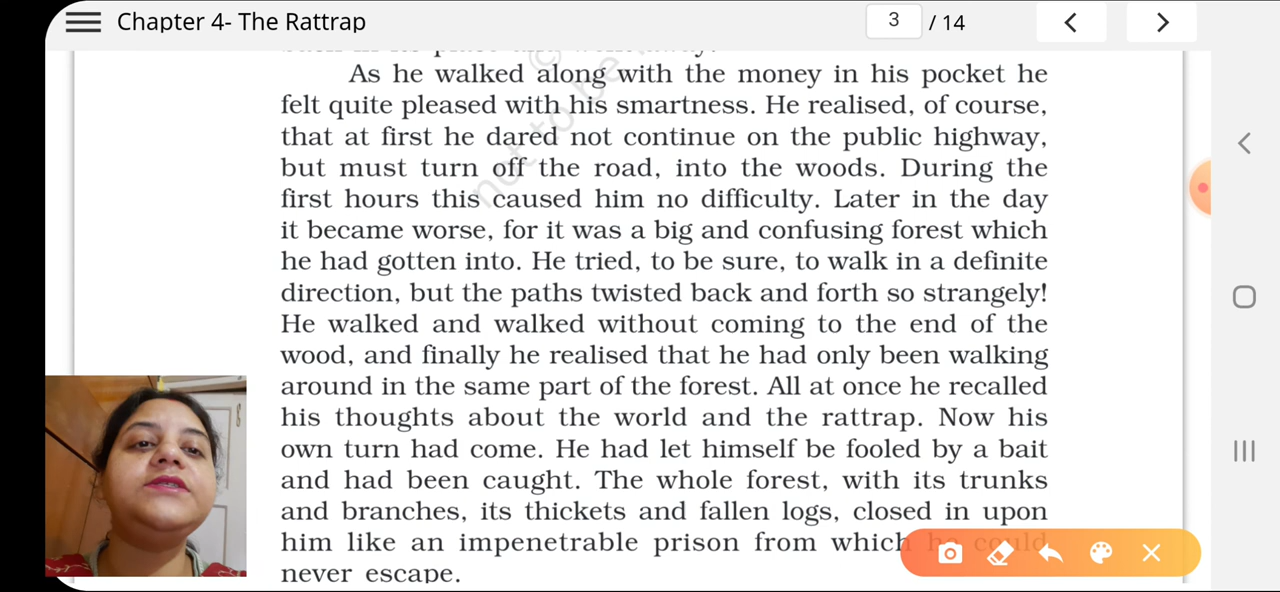 Chapter 4- The Rattrap
3 / 14
As he walked along with the money in his pocket he
felt quite pleased with his smartness. He realised, of course,
that at first he dared not continue on the public highway,
but must turn off the road, into the woods. During the
first hours this caused him no difficulty. Later in the day
it became worse, for it was a big and confusing forest which
he had gotten into. He tried, to be sure, to walk in a definite
direction, but the paths twisted back and forth so strangely!
He walked and walked without coming to the end of the
wood, and finally he realised that he had only been walking
around in the same part of the forest. All at once he recalled
his thoughts about the world and the rattrap. Now his
own turn had come. He had let himself be fooled by a bait
and had been caught. The whole forest, with its trunks
and branches, its thickets and fallen logs, closed in upon
him like an impenetrable prison from which he could
never escape.
© not to be